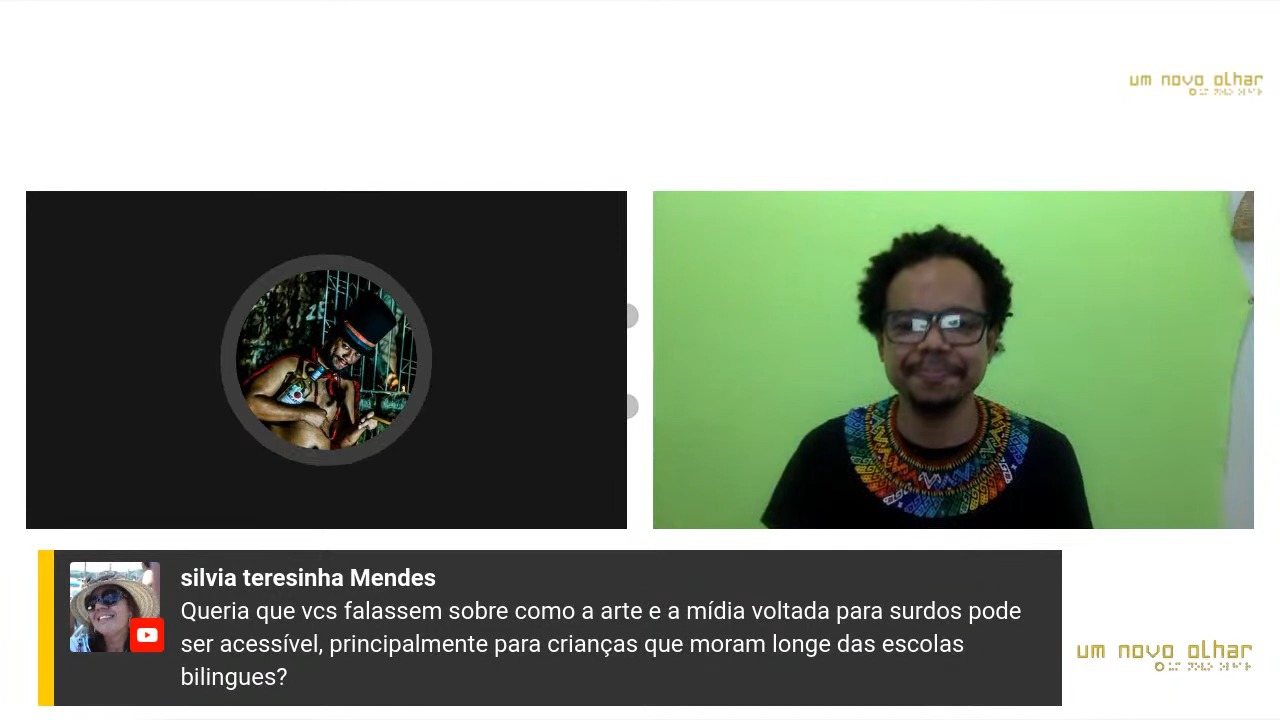 um novo olhar
silvia teresinha Mendes
Queria que vcs falassem sobre como a arte e a mídia voltada para surdos pode
ser acessível, principalmente para crianças que moram longe das escolas
bilingues?
um novo olhar